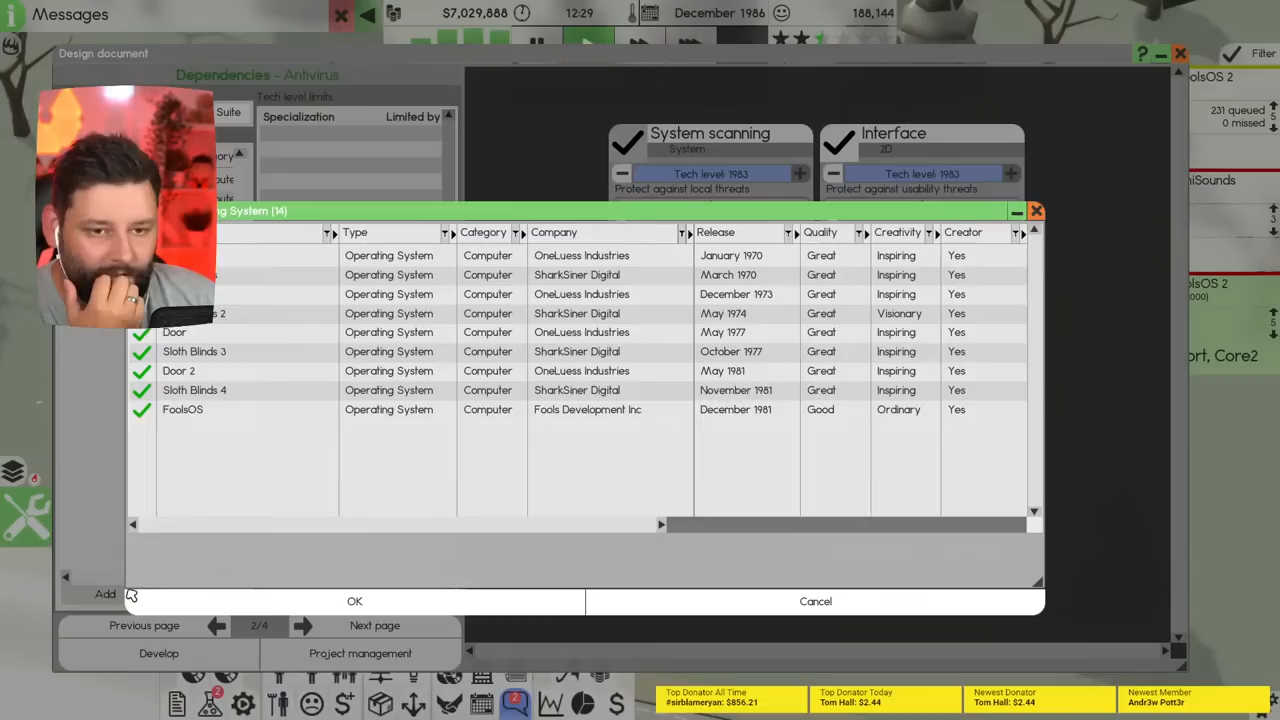 Messages
$7,029,888
12:29
December 1986
188,144
Design document
Filter
Dependencies - Antivirus
olsOS 2
Suite
Tech level limits
Specialization
Limited by
231 queued
0 missed
5
System scanning
System
Interface
2D
Tech level: 1983
Tech level: 1983
Protect against local threats
Protect against usability threats
niSounds
3
ng System (14)
Type
Category
Company
Release
Quality
Creativity
Creator
Operating System
Computer
OneLuess Industries
January 1970
Great
Inspiring
Yes
Operating System
Computer
SharkSiner Digital
March 1970
Great
Inspiring
Yes
Operating System
Computer
OneLuess Industries
December 1973
Great
Inspiring
Yes
s 2
Operating System
Computer
SharkSiner Digital
May 1974
Great
Visionary
Yes
Door
Operating System
Computer
OneLuess Industries
May 1977
Great
Inspiring
Yes
Sloth Blinds 3
Operating System
Computer
SharkSiner Digital
October 1977
Great
Inspiring
Yes
Door 2
Operating System
Computer
OneLuess Industries
May 1981
Great
Inspiring
Yes
Sloth Blinds 4
Operating System
Computer
SharkSiner Digital
November 1981
Great
Inspiring
Yes
FoolsOS
Operating System
Computer
Fools Development Inc
December 1981
Good
Ordinary
Yes
olsOS 2
000)
5
ort, Core2
Add
OK
Cancel
Previous page
2/4
Next page
Develop
Project management
2
2
Top Donator All Time
#sirblameryan: $856.21
Top Donator Today
Tom Hall: $2.44
Newest Donator
Tom Hall: $2.44
Newest Member
Andr3w Pott3r